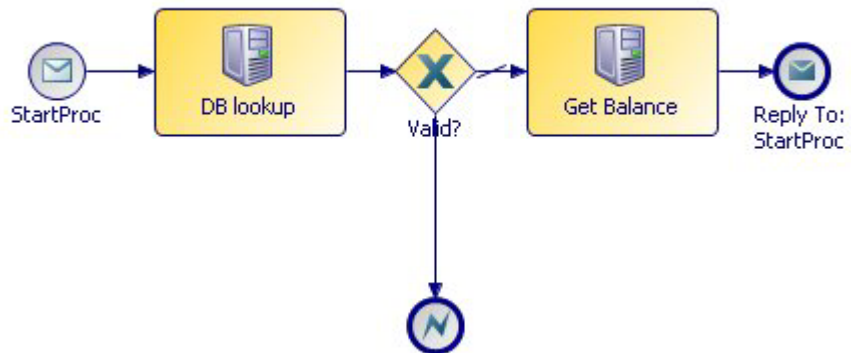 StartProc
DB lookup
Valid?
Get Balance
Reply To:
StartProc